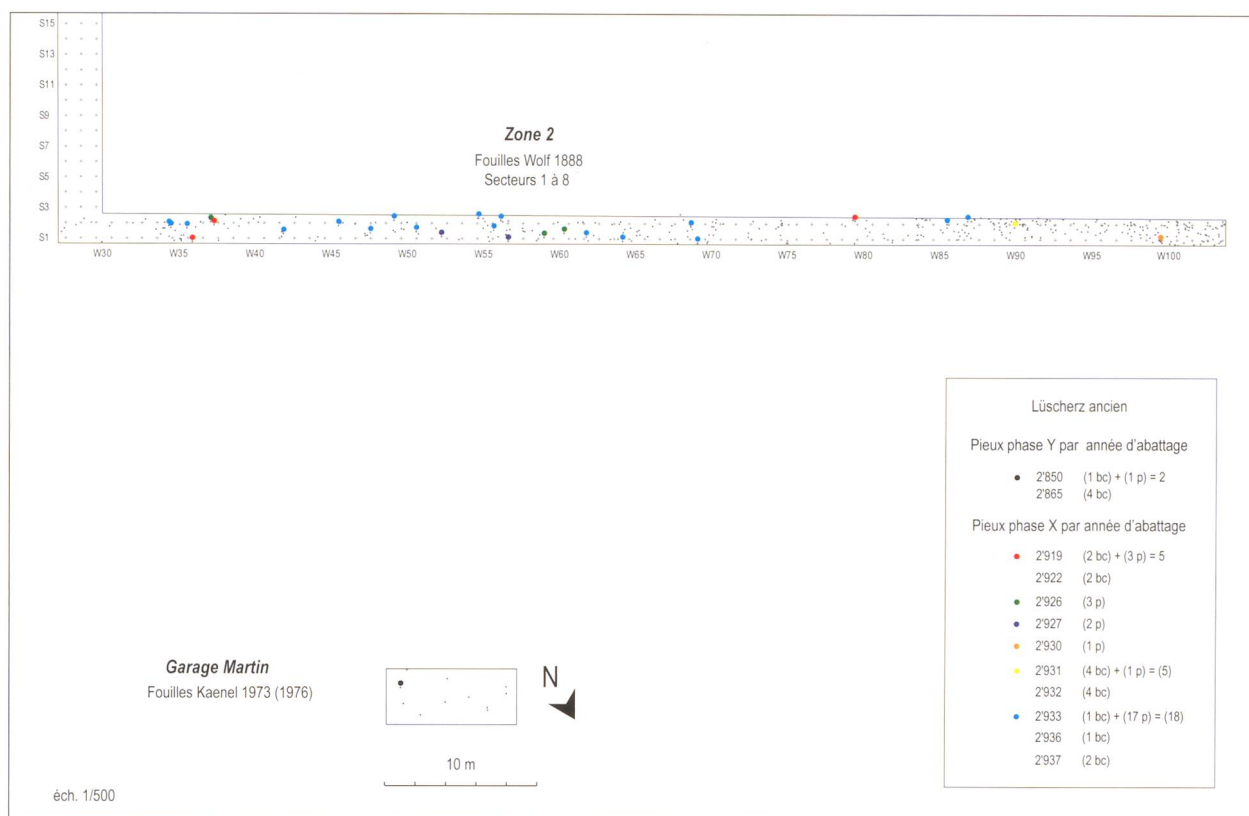 S15
S13
S11
S9
S7
S5
S3
S1
Zone 2
Fouilles Wolf 1888
Secteurs 1 à 8
W30 W35 W40 W45 W50 W55 W60 W65 W70 W75 W80 W85 W90 W95 W100
Lüscherz ancien
Pieux phase Y par année d'abattage
2'850 (1 bc) + (1 p) = 2
2'865 (4 bc)
Pieux phase X par année d'abattage
2'919 (2 bc) + (3 p) = 5
2'922 (2 bc)
2'926 (3 p)
2'927 (2 p)
2'930 (1 p)
2'931 (4 bc) + (1 p) = (5)
2'932 (4 bc)
2'933 (1 bc) + (17 p) = (18)
2'936 (1 bc)
2'937 (2 bc)
Garage Martin
Fouilles Kaenel 1973 (1976)
N
10 m
éch. 1/500